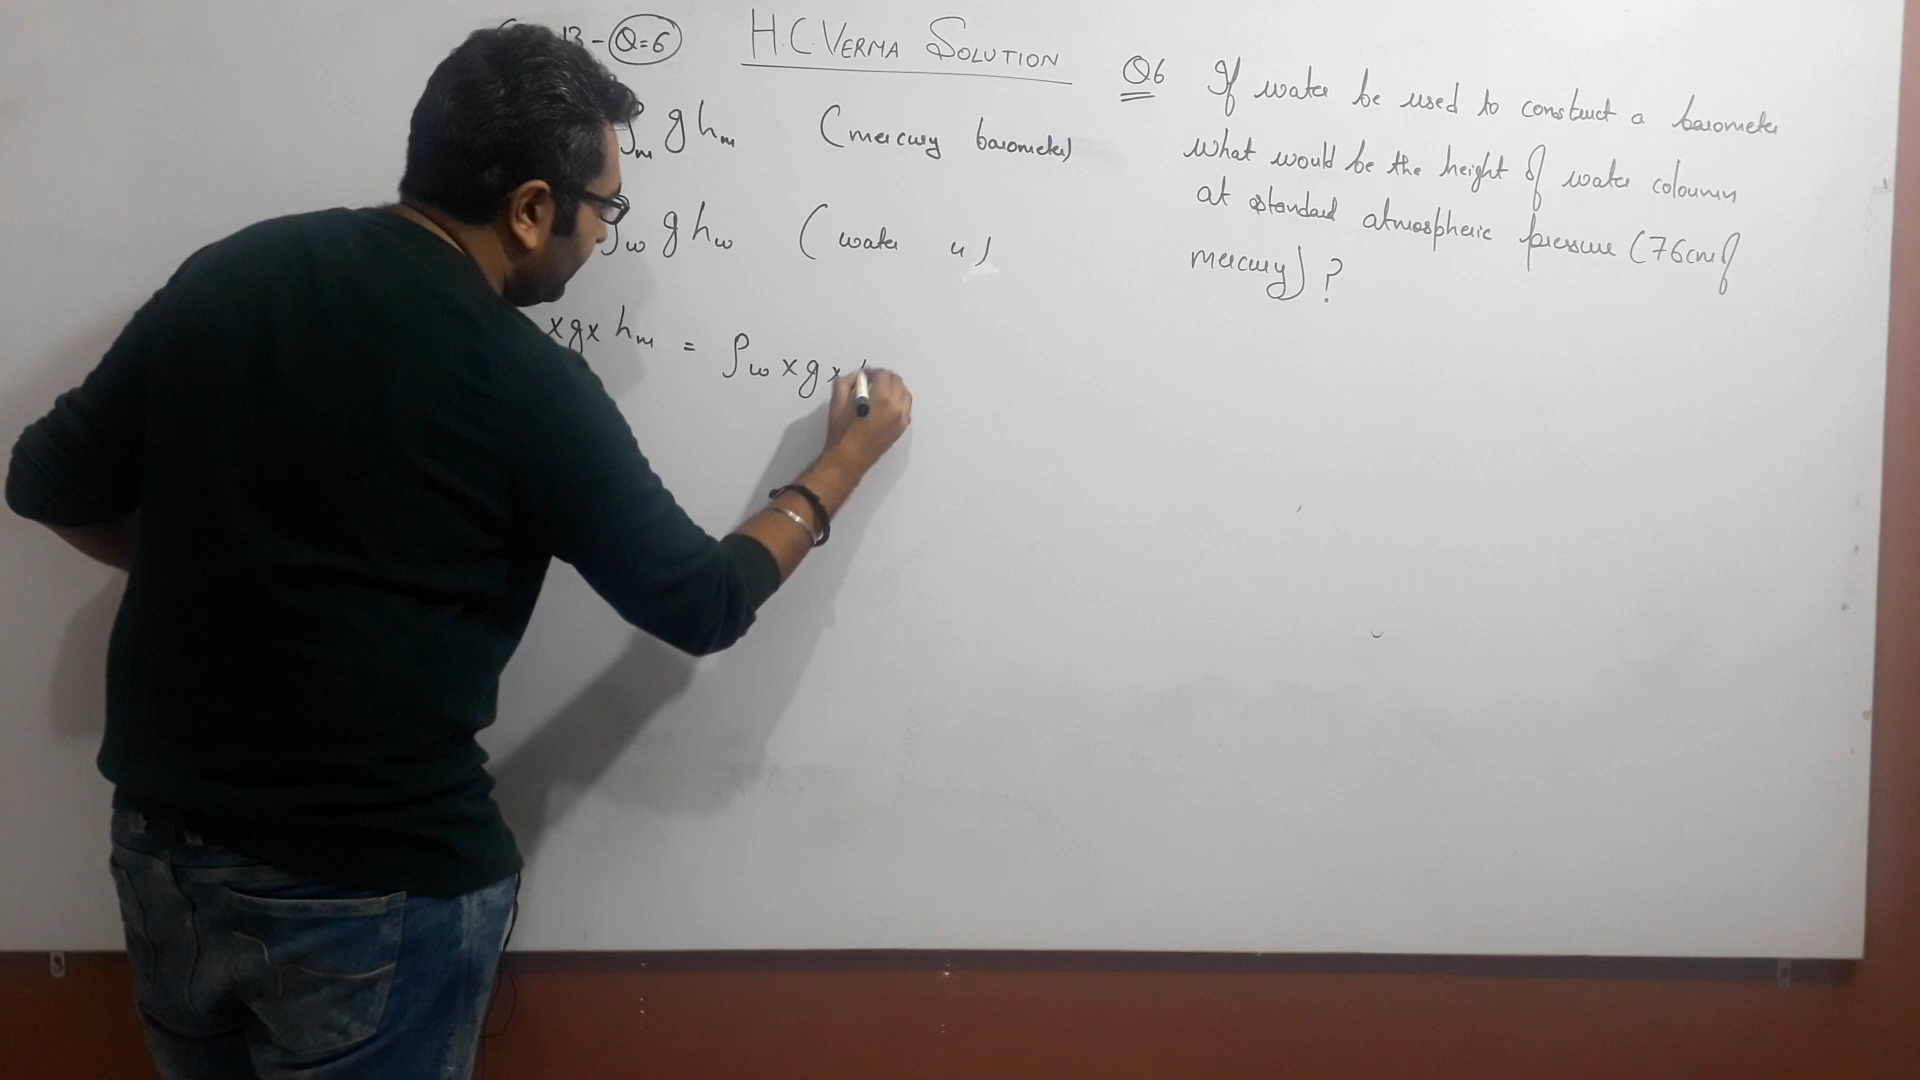 13 - Q=6
H.C.VERMA SOLUTION
ρm g hm (mercury barometer)
ρw g hw (water 〃)
x g x hm = ρw x g x
Q6 If water be used to construct a barometer
what would be the height of water coloumn
at standard atmospheric pressure (76cm of
mercury) ?